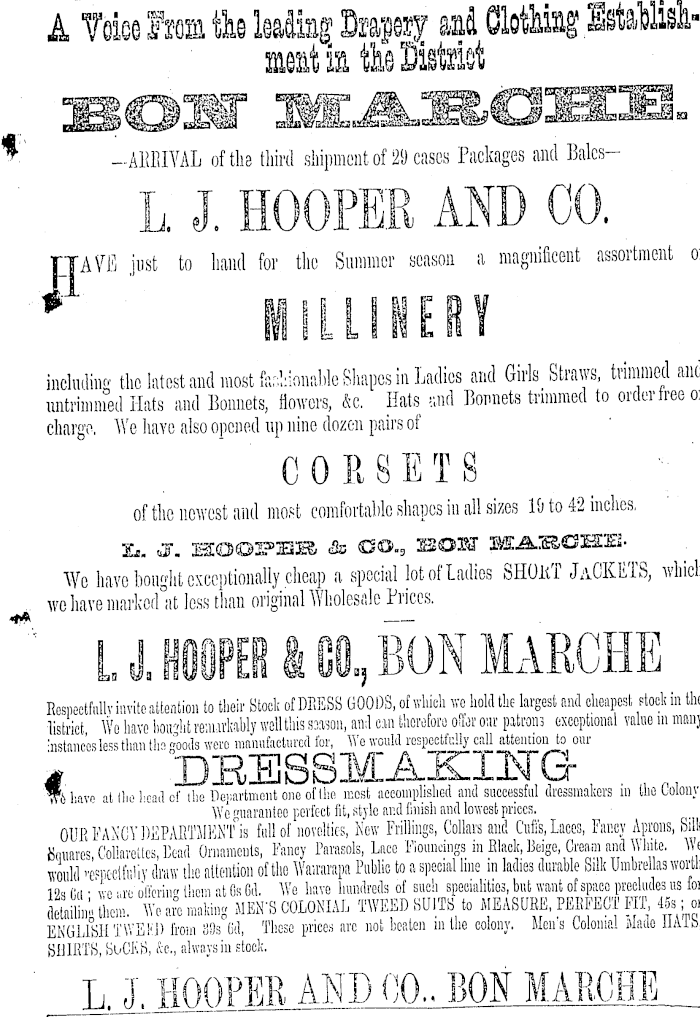 A Voice From the leading Drapery and Clothing Establish-
ment in the District
BON MARCHE.
—ARRIVAL of the third shipment of 29 cases Packages and Bales—
L. J. HOOPER AND CO.
HAVE just to hand for the Summer season a magnificent assortment of
MILLINERY
including the latest and most fashionable Shapes in Ladies and Girls Straws, trimmed and
untrimmed Hats and Bonnets, flowers, &c. Hats and Bonnets trimmed to order free of
charge. We have also opened up nine dozen pairs of
CORSETS
of the newest and most comfortable shapes in all sizes 19 to 42 inches.
L. J. HOOPER & CO., BON MARCHE.
We have bought exceptionally cheap a special lot of Ladies SHORT JACKETS, which
we have marked at less than original Wholesale Prices.
L. J. HOOPER & CO., BON MARCHE
Respectfully invite attention to their Stock of DRESS GOODS, of which we hold the largest and cheapest stock in the
district, We have bought remarkably well this season, and can therefore offer our patrons exceptional value in many
instances less than the goods were manufactured for, We would respectfully call attention to our
DRESSMAKING
We have at the head of the Department one of the most accomplished and successful dressmakers in the Colony
We guarantee perfect fit, style and finish and lowest prices.
OUR FANCY DEPARTMENT is full of novelties, New Frillings, Collars and Cuffs, Laces, Fancy Aprons, Silk
Squares, Collarettes, Bead Ornaments, Fancy Parasols, Lace Flouncings in Black, Beige, Cream and White. We
would respectfully draw the attention of the Wairarapa Public to a special line in ladies durable Silk Umbrellas worth
12s 6d ; we are offering them at 6s 6d. We have hundreds of such specialities, but want of space precludes us for
detailing them. We are making MEN'S COLONIAL TWEED SUITS to MEASURE, PERFECT FIT, 45s ; or
ENGLISH TWEED from 39s 6d, These prices are not beaten in the colony. Men's Colonial Made HATS
SHIRTS, SOCKS, &c., always in stock.
L. J. HOOPER AND CO.. BON MARCHE